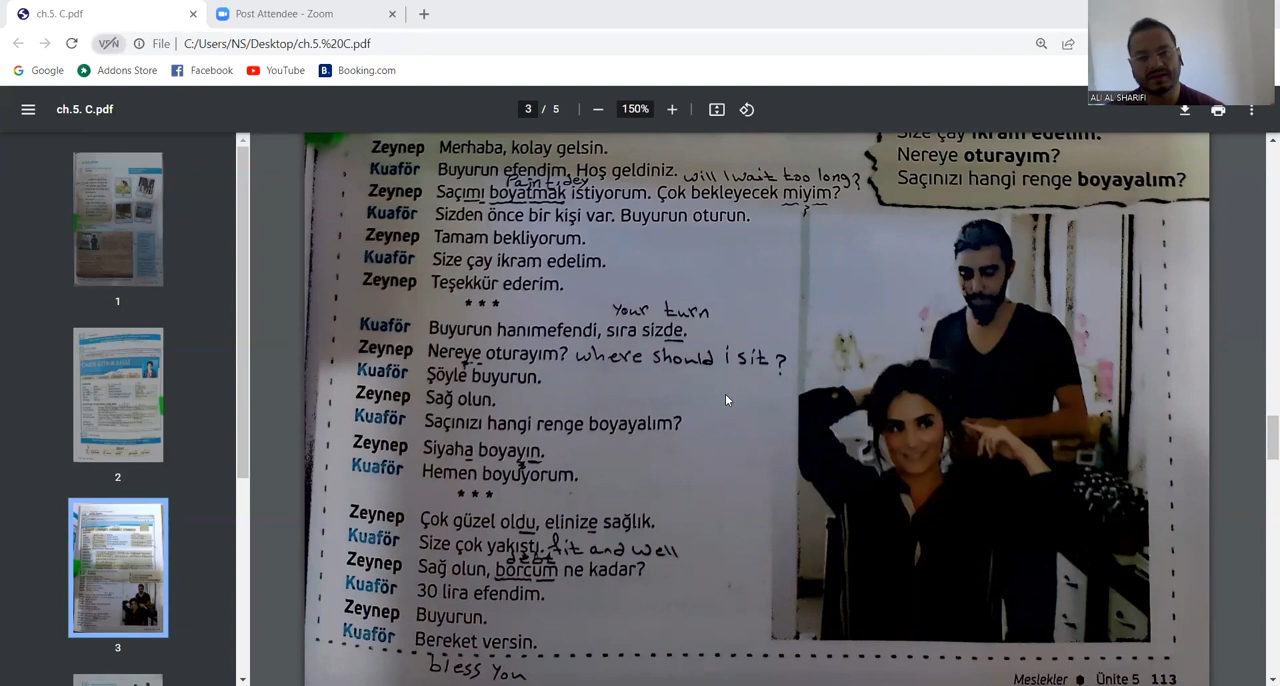 ch.5. C.pdf
Post Attendee - Zoom
VPN
File
C:/Users/NS/Desktop/ch.5.%20C.pdf
Google
Addons Store
Facebook
YouTube
B. Booking.com
ALI AL SHARIFI
ch.5. C.pdf
3 / 5
150%
1
2
3
Zeynep Merhaba, kolay gelsin.
Kuaför Buyurun efendim. Hoş geldiniz. will I wait too long?
Zeynep Saçımı boyatmak istiyorum. Çok bekleyecek miyim?
Kuaför Sizden önce bir kişi var. Buyurun oturun.
Zeynep Tamam bekliyorum.
Kuaför Size çay ikram edelim.
Zeynep Teşekkür ederim.
* * *
your turn
Kuaför Buyurun hanımefendi, sıra sizde.
Zeynep Nereye oturayım? where should i sit?
Kuaför Şöyle buyurun.
Zeynep Sağ olun.
Kuaför Saçınızı hangi renge boyayalım?
Zeynep Siyaha boyayın.
Kuaför Hemen boyuyorum.
* * *
Zeynep Çok güzel oldu, elinize sağlık.
Kuaför Size çok yakıştı. fit and well
debt
Zeynep Sağ olun, borcum ne kadar?
Kuaför 30 lira efendim.
Zeynep Buyurun.
Kuaför Bereket versin.
bless you
Size çay ikram edelim.
Nereye oturayım?
Saçınızı hangi renge boyayalım?
Meslekler ● Ünite 5 113